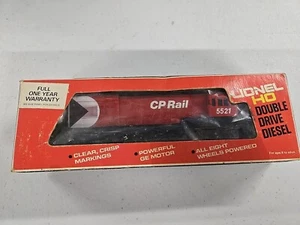 FULL
ONE YEAR
WARRANTY
CP Rail
5521
LIONEL
HO
DOUBLE
DRIVE
DIESEL
• CLEAR, CRISP
MARKINGS
• POWERFUL
GE MOTOR
• ALL EIGHT
WHEELS POWERED